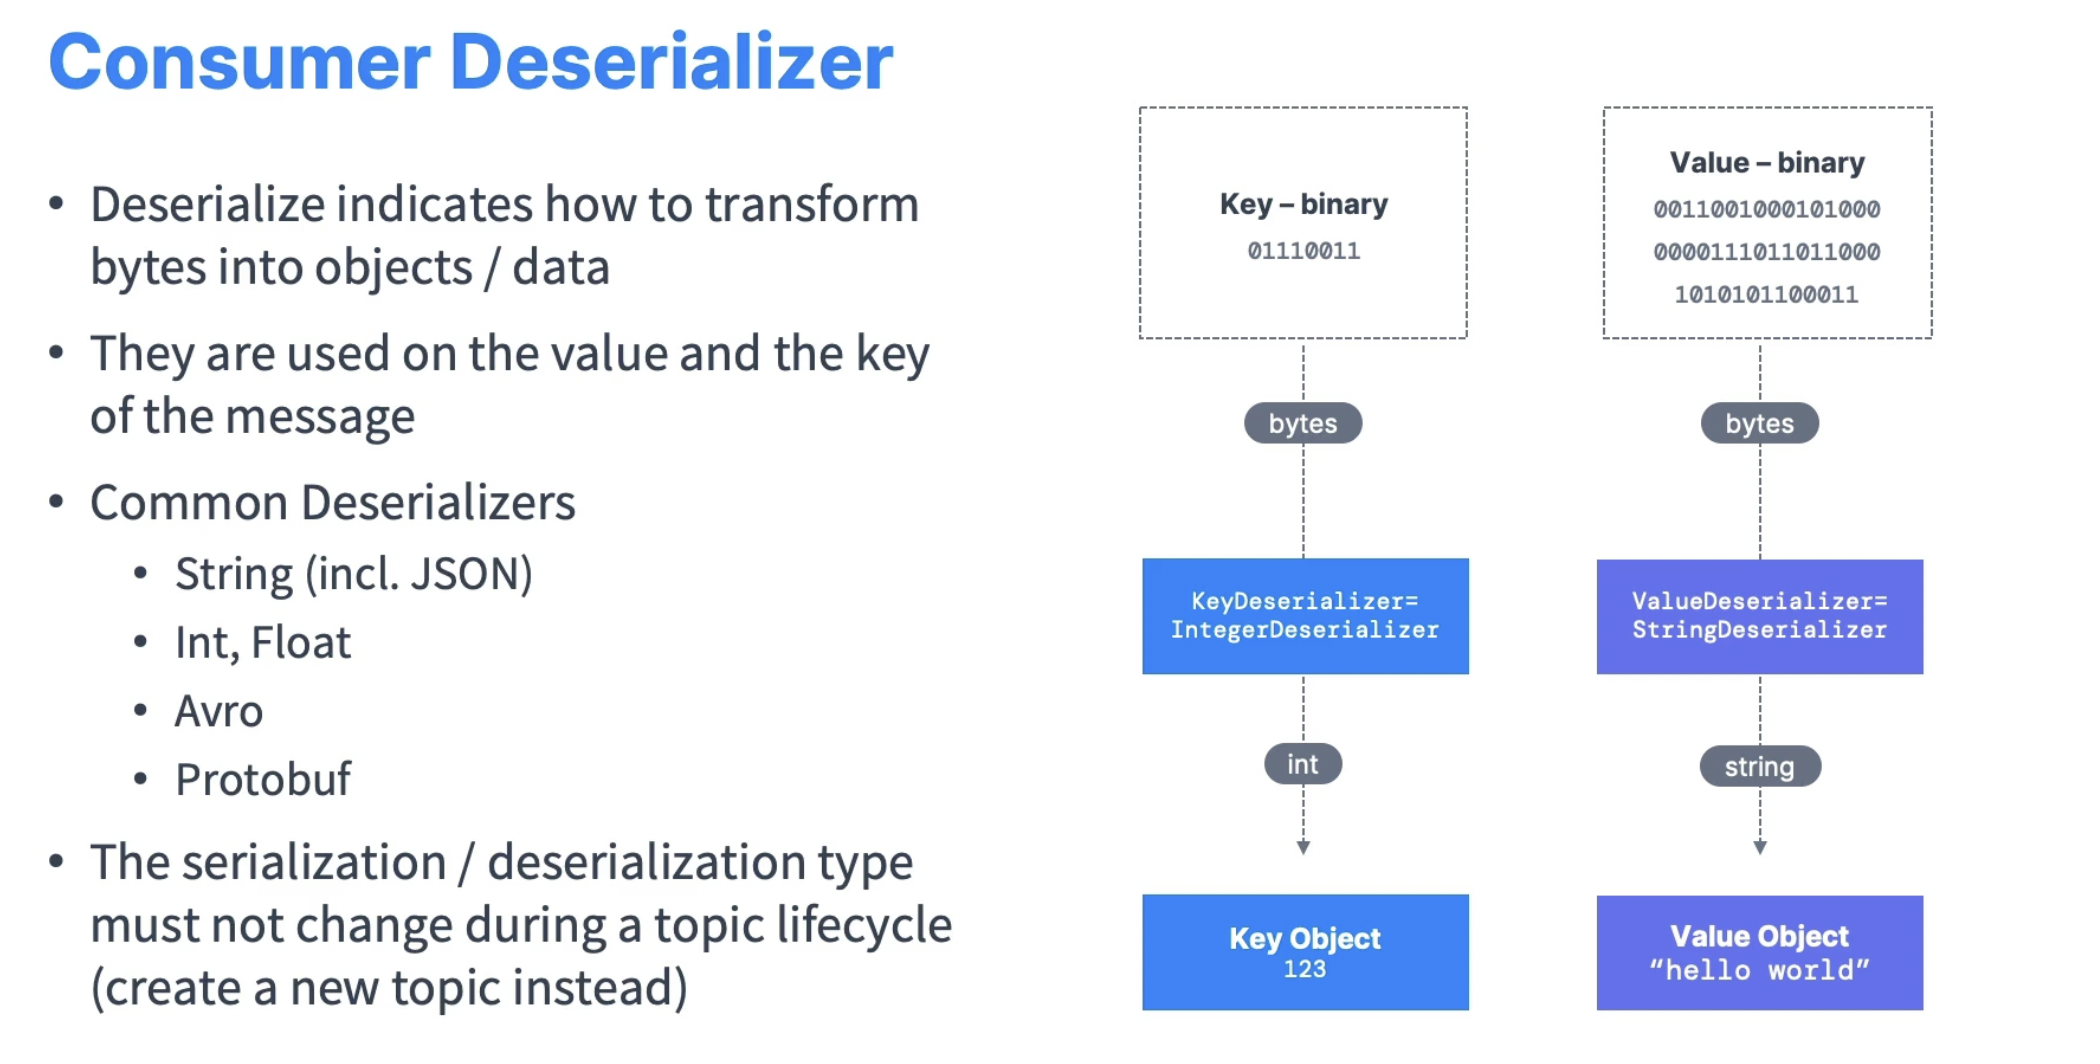 Consumer Deserializer
• Deserialize indicates how to transform
bytes into objects / data
• They are used on the value and the key
of the message
• Common Deserializers
• String (incl. JSON)
• Int, Float
• Avro
• Protobuf
• The serialization / deserialization type
must not change during a topic lifecycle
(create a new topic instead)
Key – binary
01110011
bytes
KeyDeserializer=
IntegerDeserializer
int
Key Object
123
Value – binary
0011001000101000
0000111011011000
1010101100011
bytes
ValueDeserializer=
StringDeserializer
string
Value Object
“hello world”